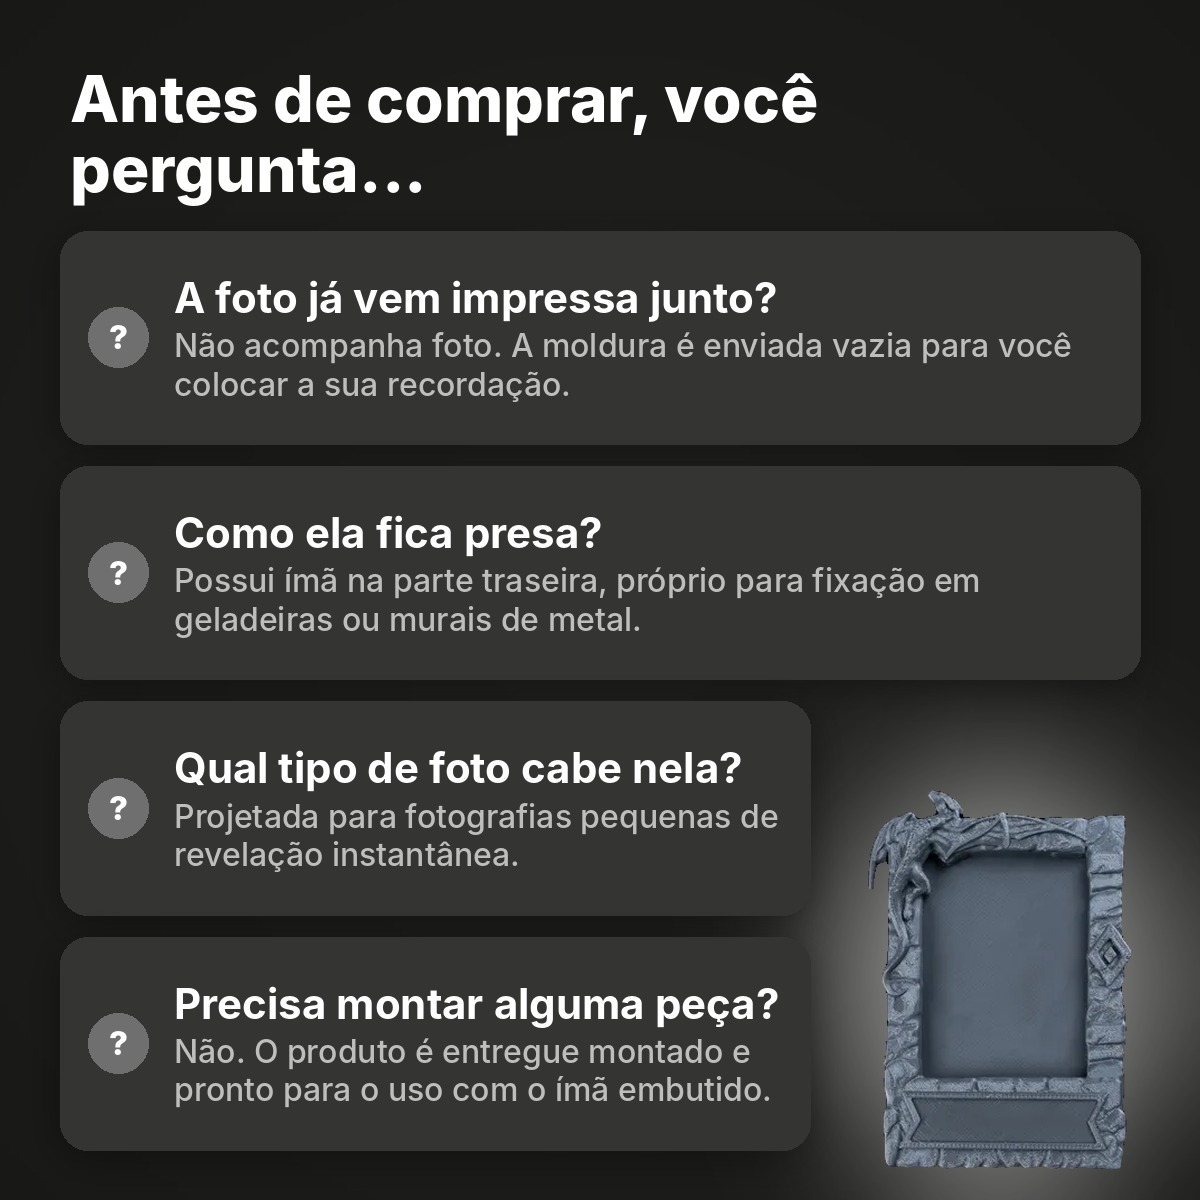 Antes de comprar, você
pergunta...
?
A foto já vem impressa junto?
Não acompanha foto. A moldura é enviada vazia para você
colocar a sua recordação.
?
Como ela fica presa?
Possui ímã na parte traseira, próprio para fixação em
geladeiras ou murais de metal.
?
Qual tipo de foto cabe nela?
Projetada para fotografias pequenas de
revelação instantânea.
?
Precisa montar alguma peça?
Não. O produto é entregue montado e
pronto para o uso com o ímã embutido.